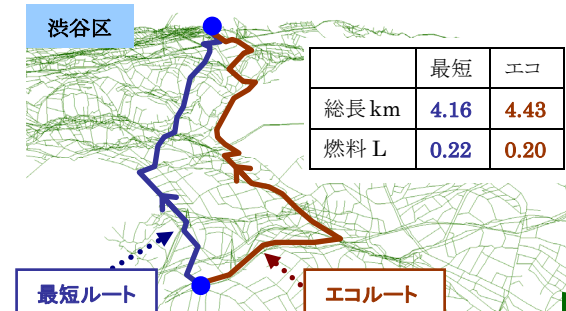 渋谷区
最短 エコ
総長km 4.16 4.43
燃料L 0.22 0.20
最短ルート
エコルート